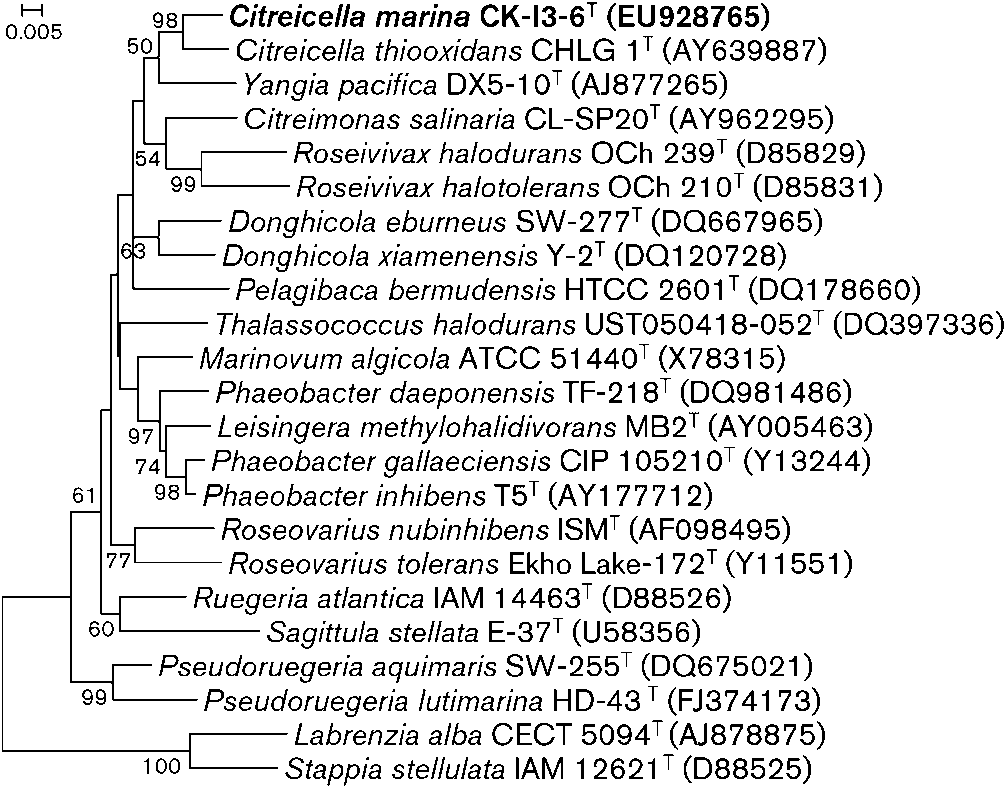 0.005
98 Citreicella marina CK-I3-6T (EU928765)
50 Citreicella thiooxidans CHLG 1T (AY639887)
Yangia pacifica DX5-10T (AJ877265)
Citreimonas salinaria CL-SP20T (AY962295)
54 Roseivivax halodurans OCh 239T (D85829)
99 Roseivivax halotolerans OCh 210T (D85831)
Donghicola eburneus SW-277T (DQ667965)
63 Donghicola xiamenensis Y-2T (DQ120728)
Pelagibaca bermudensis HTCC 2601T (DQ178660)
Thalassococcus halodurans UST050418-052T (DQ397336)
Marinovum algicola ATCC 51440T (X78315)
Phaeobacter daeponensis TF-218T (DQ981486)
97 Leisingera methylohalidivorans MB2T (AY005463)
74 Phaeobacter gallaeciensis CIP 105210T (Y13244)
98 Phaeobacter inhibens T5T (AY177712)
61 Roseovarius nubinhibens ISMT (AF098495)
77 Roseovarius tolerans Ekho Lake-172T (Y11551)
Ruegeria atlantica IAM 14463T (D88526)
60 Sagittula stellata E-37T (U58356)
Pseudoruegeria aquimaris SW-255T (DQ675021)
99 Pseudoruegeria lutimarina HD-43 T (FJ374173)
Labrenzia alba CECT 5094T (AJ878875)
100 Stappia stellulata IAM 12621T (D88525)